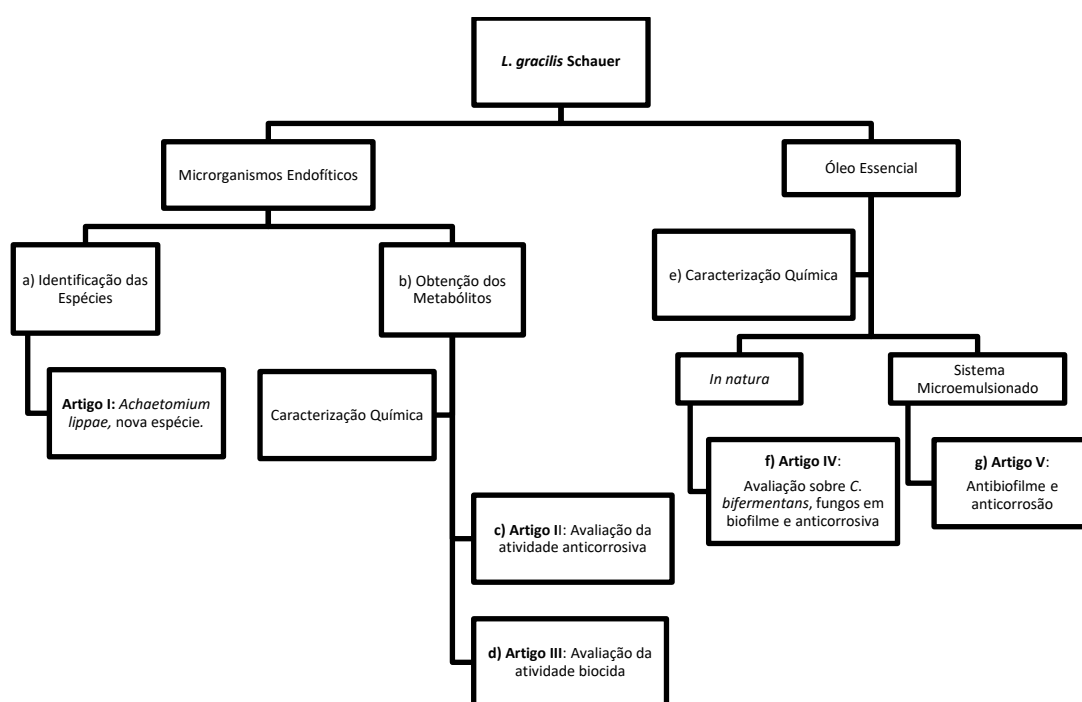 L. gracilis Schauer
Microrganismos Endofíticos
Óleo Essencial
a) Identificação das
Espécies
b) Obtenção dos
Metabólitos
e) Caracterização Química
Artigo I: Achaetomium
lippae, nova espécie.
Caracterização Química
In natura
Sistema
Microemulsionado
f) Artigo IV:
Avaliação sobre C.
bifermentans, fungos em
biofilme e anticorrosiva
g) Artigo V:
Antibiofilme e
anticorrosão
c) Artigo II: Avaliação da
atividade anticorrosiva
d) Artigo III: Avaliação da
atividade biocida